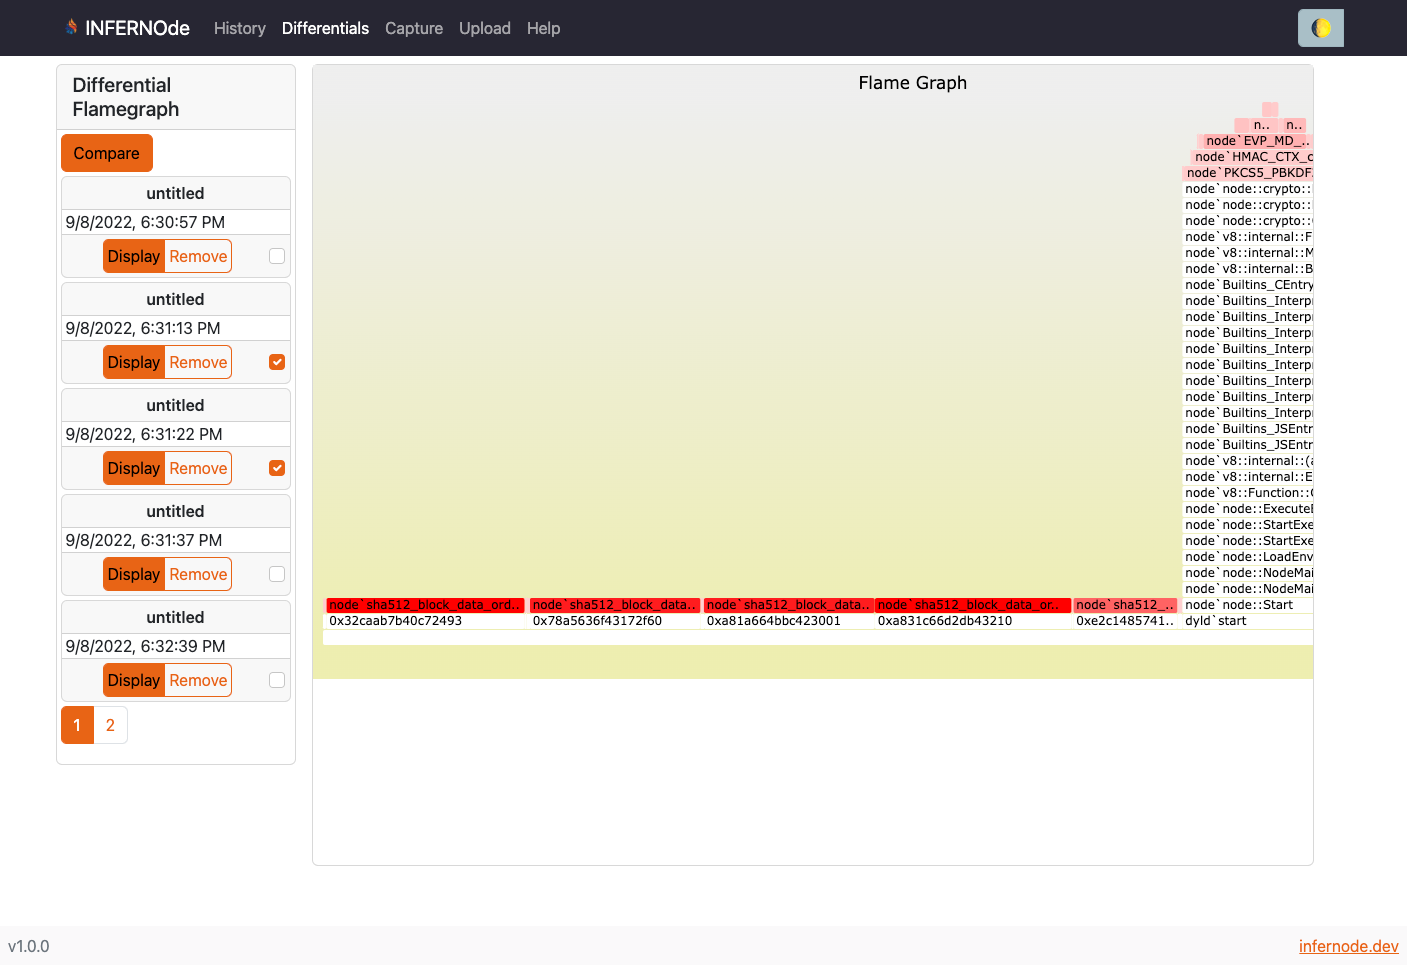 INFERNOde History Differentials Capture Upload Help
Differential
Flamegraph
Compare
untitled
9/8/2022, 6:30:57 PM
Display Remove
untitled
9/8/2022, 6:31:13 PM
Display Remove
untitled
9/8/2022, 6:31:22 PM
Display Remove
untitled
9/8/2022, 6:31:37 PM
Display Remove
untitled
9/8/2022, 6:32:39 PM
Display Remove
1 2
Flame Graph
n.. n..
node`EVP_MD_..
node`HMAC_CTX_c
node`PKCS5_PBKDF
node`node::crypto::
node`node::crypto::
node`node::crypto::
node`v8::internal::F
node`v8::internal::M
node`v8::internal::B
node`Builtins_CEntry
node`Builtins_Interp
node`Builtins_Interp
node`Builtins_Interp
node`Builtins_Interp
node`Builtins_Interp
node`Builtins_Interp
node`Builtins_Interp
node`Builtins_Interp
node`Builtins_JSEntr
node`Builtins_JSEntr
node`v8::internal::(a
node`v8::internal::E
node`v8::Function::C
node`node::ExecuteB
node`node::StartExe
node`node::StartExe
node`node::LoadEnv
node`node::NodeMai
node`node::NodeMai
node`sha512_block_data_ord.. node`sha512_block_data.. node`sha512_block_data.. node`sha512_block_data_or.. node`sha512_.. node`node::Start
0x32caab7b40c72493 0x78a5636f43172f60 0xa81a664bbc423001 0xa831c66d2db43210 0xe2c1485741.. dyld`start
v1.0.0 infernode.dev